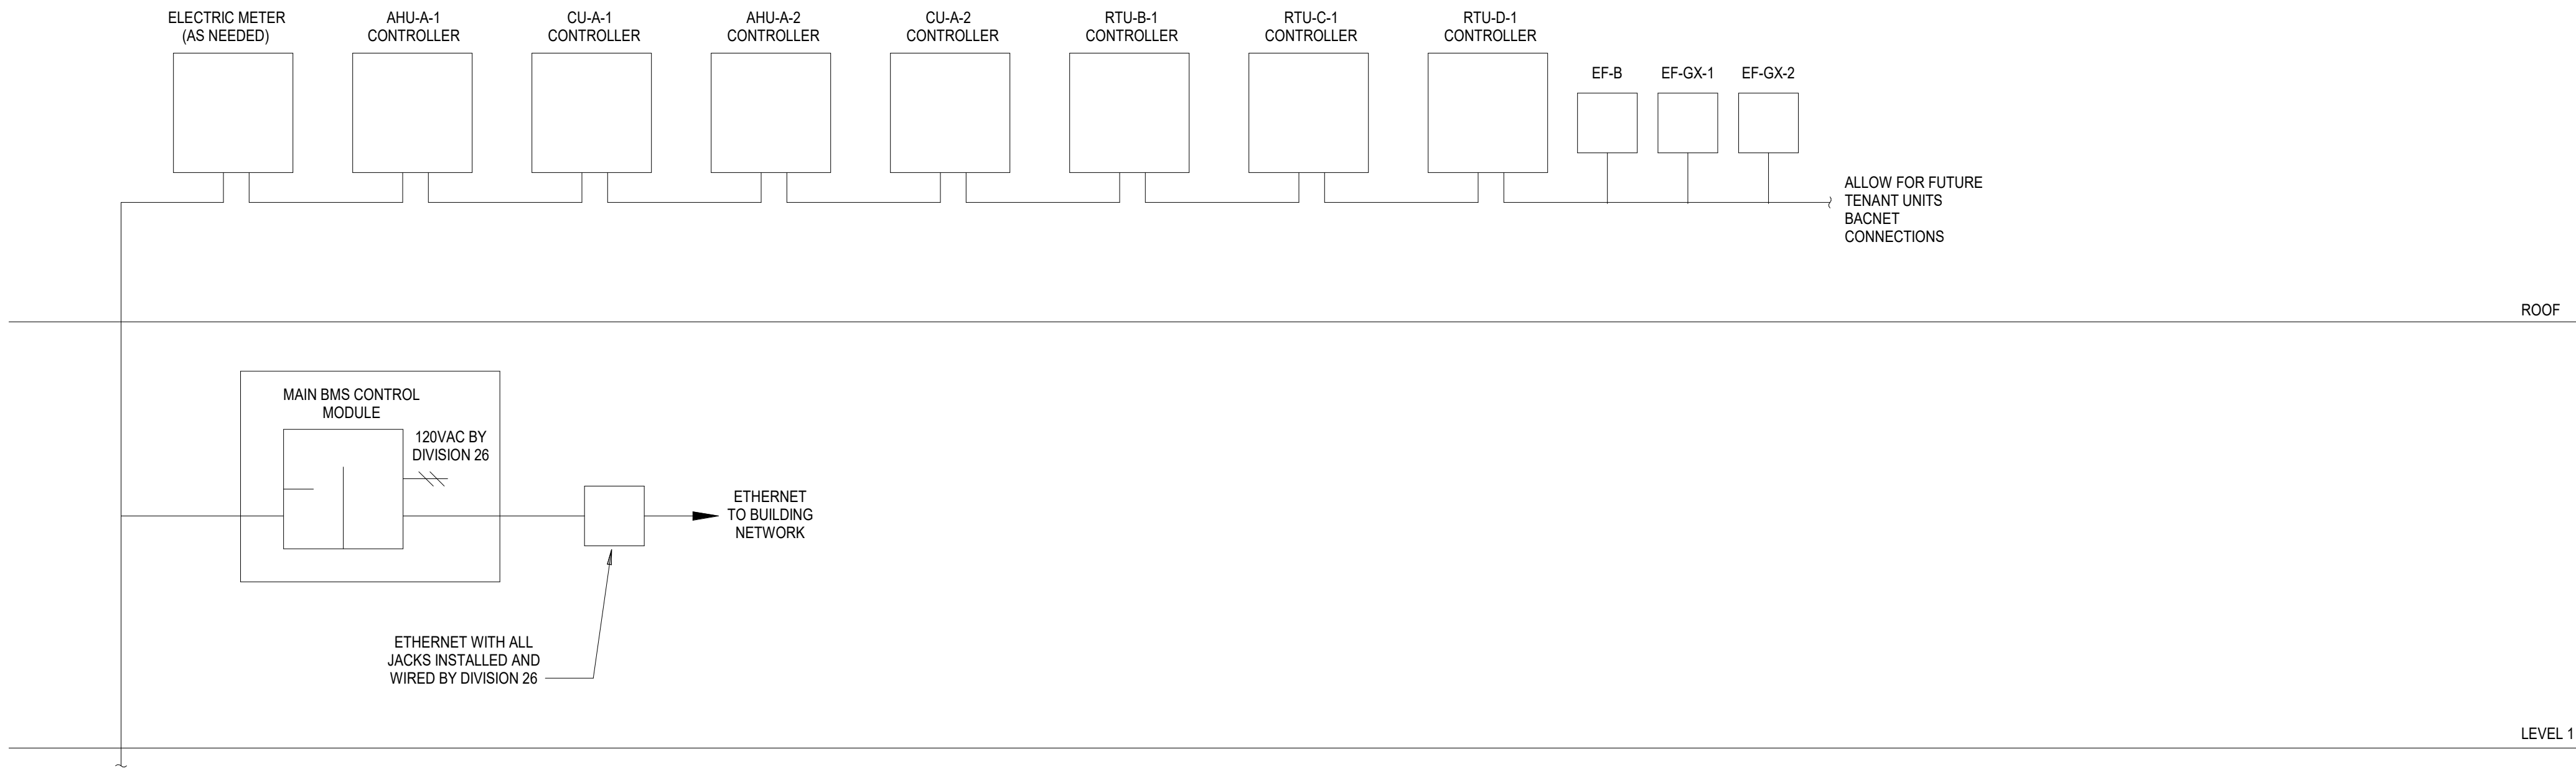 ELECTRIC METER
(AS NEEDED)
AHU-A-1
CONTROLLER
CU-A-1
CONTROLLER
AHU-A-2
CONTROLLER
CU-A-2
CONTROLLER
RTU-B-1
CONTROLLER
RTU-C-1
CONTROLLER
RTU-D-1
CONTROLLER
EF-B
EF-GX-1
EF-GX-2
ALLOW FOR FUTURE
TENANT UNITS
BACNET
CONNECTIONS
ROOF
MAIN BMS CONTROL
MODULE
120VAC BY
DIVISION 26
ETHERNET
TO BUILDING
NETWORK
ETHERNET WITH ALL
JACKS INSTALLED AND
WIRED BY DIVISION 26
LEVEL 1